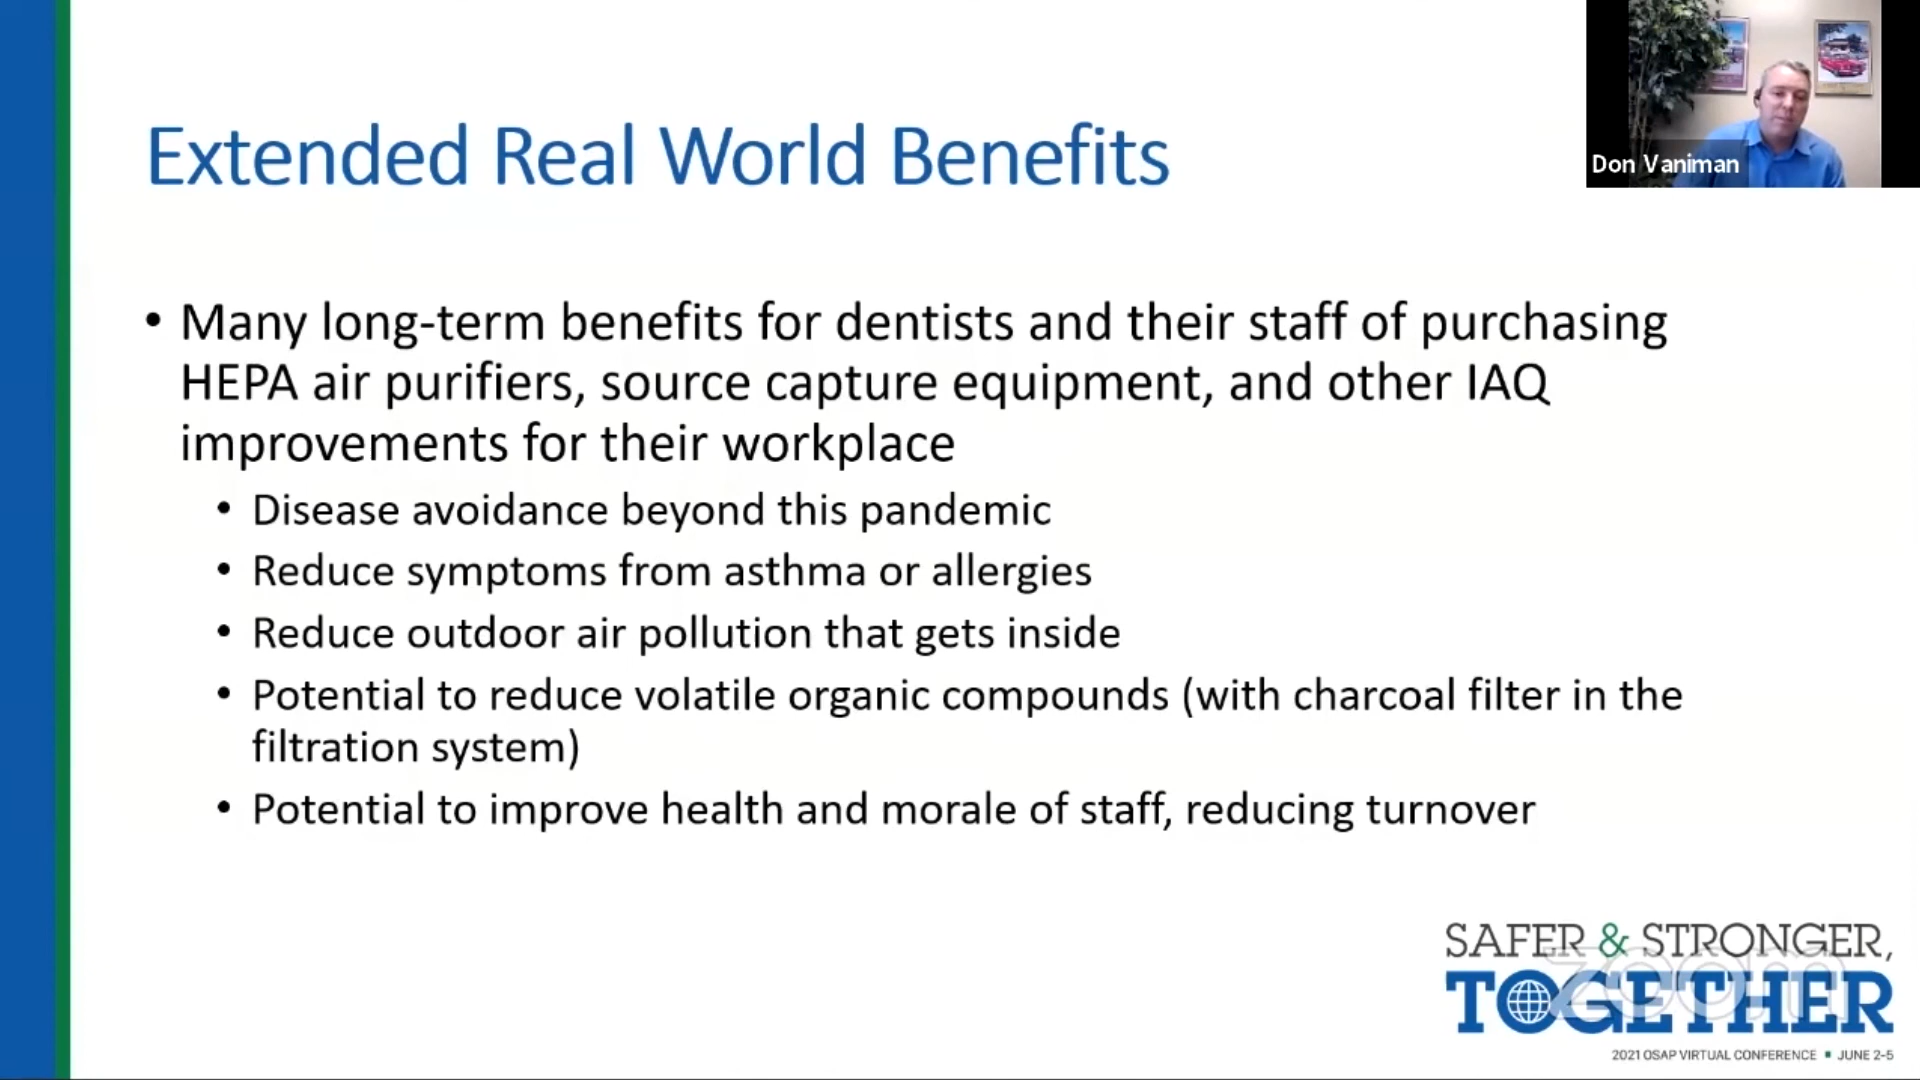 Don Vaniman
Extended Real World Benefits
• Many long-term benefits for dentists and their staff of purchasing
HEPA air purifiers, source capture equipment, and other IAQ
improvements for their workplace
• Disease avoidance beyond this pandemic
• Reduce symptoms from asthma or allergies
• Reduce outdoor air pollution that gets inside
• Potential to reduce volatile organic compounds (with charcoal filter in the
filtration system)
• Potential to improve health and morale of staff, reducing turnover
SAFER & STRONGER,
zoom
TOGETHER
2021 OSAP VIRTUAL CONFERENCE ▪ JUNE 2-5